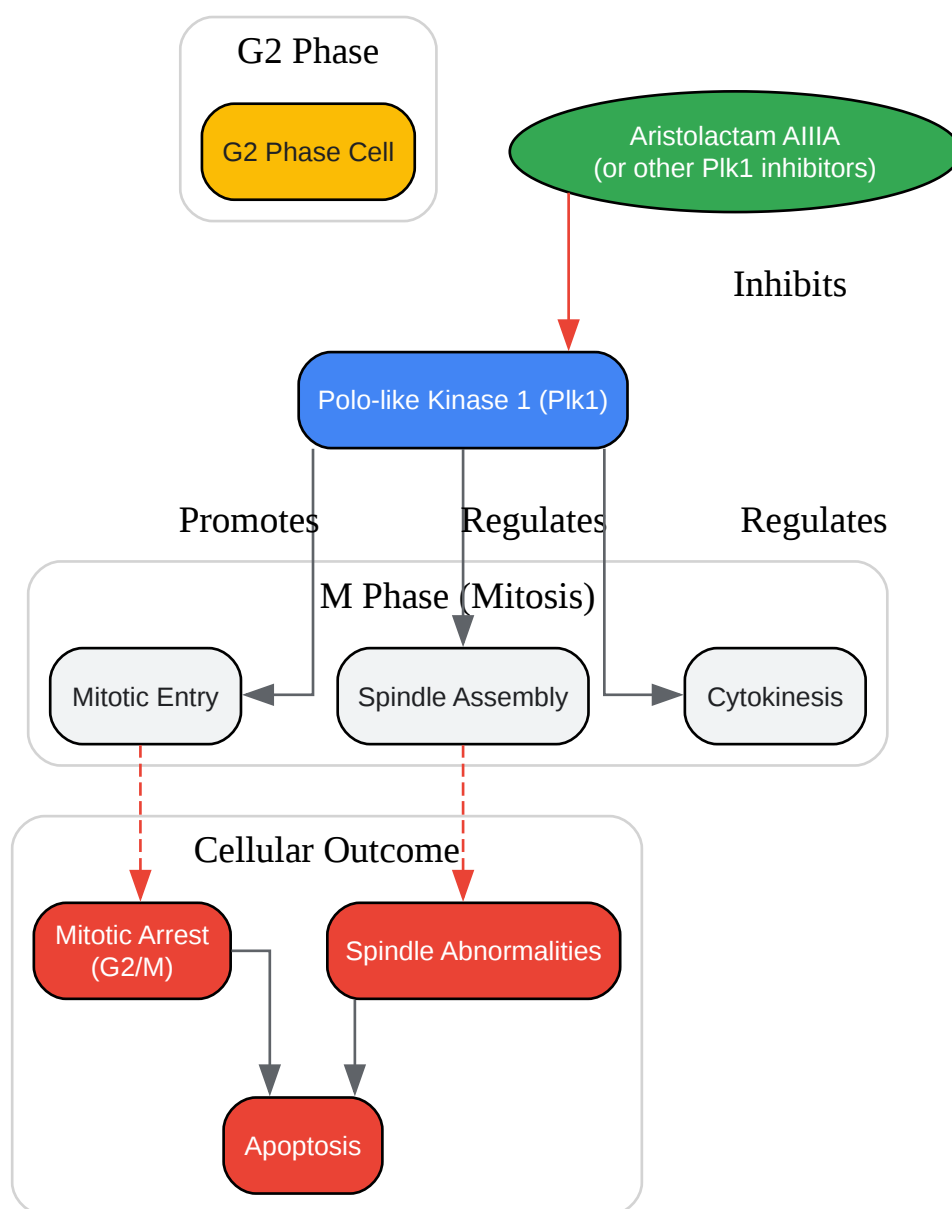 G2 Phase
G2 Phase Cell
Aristolactam AIIIA
(or other Plk1 inhibitors)
Inhibits
Polo-like Kinase 1 (Plk1)
Promotes
Regulates
Regulates
M Phase (Mitosis)
Mitotic Entry
Spindle Assembly
Cytokinesis
Cellular Outcome
Mitotic Arrest
(G2/M)
Spindle Abnormalities
Apoptosis